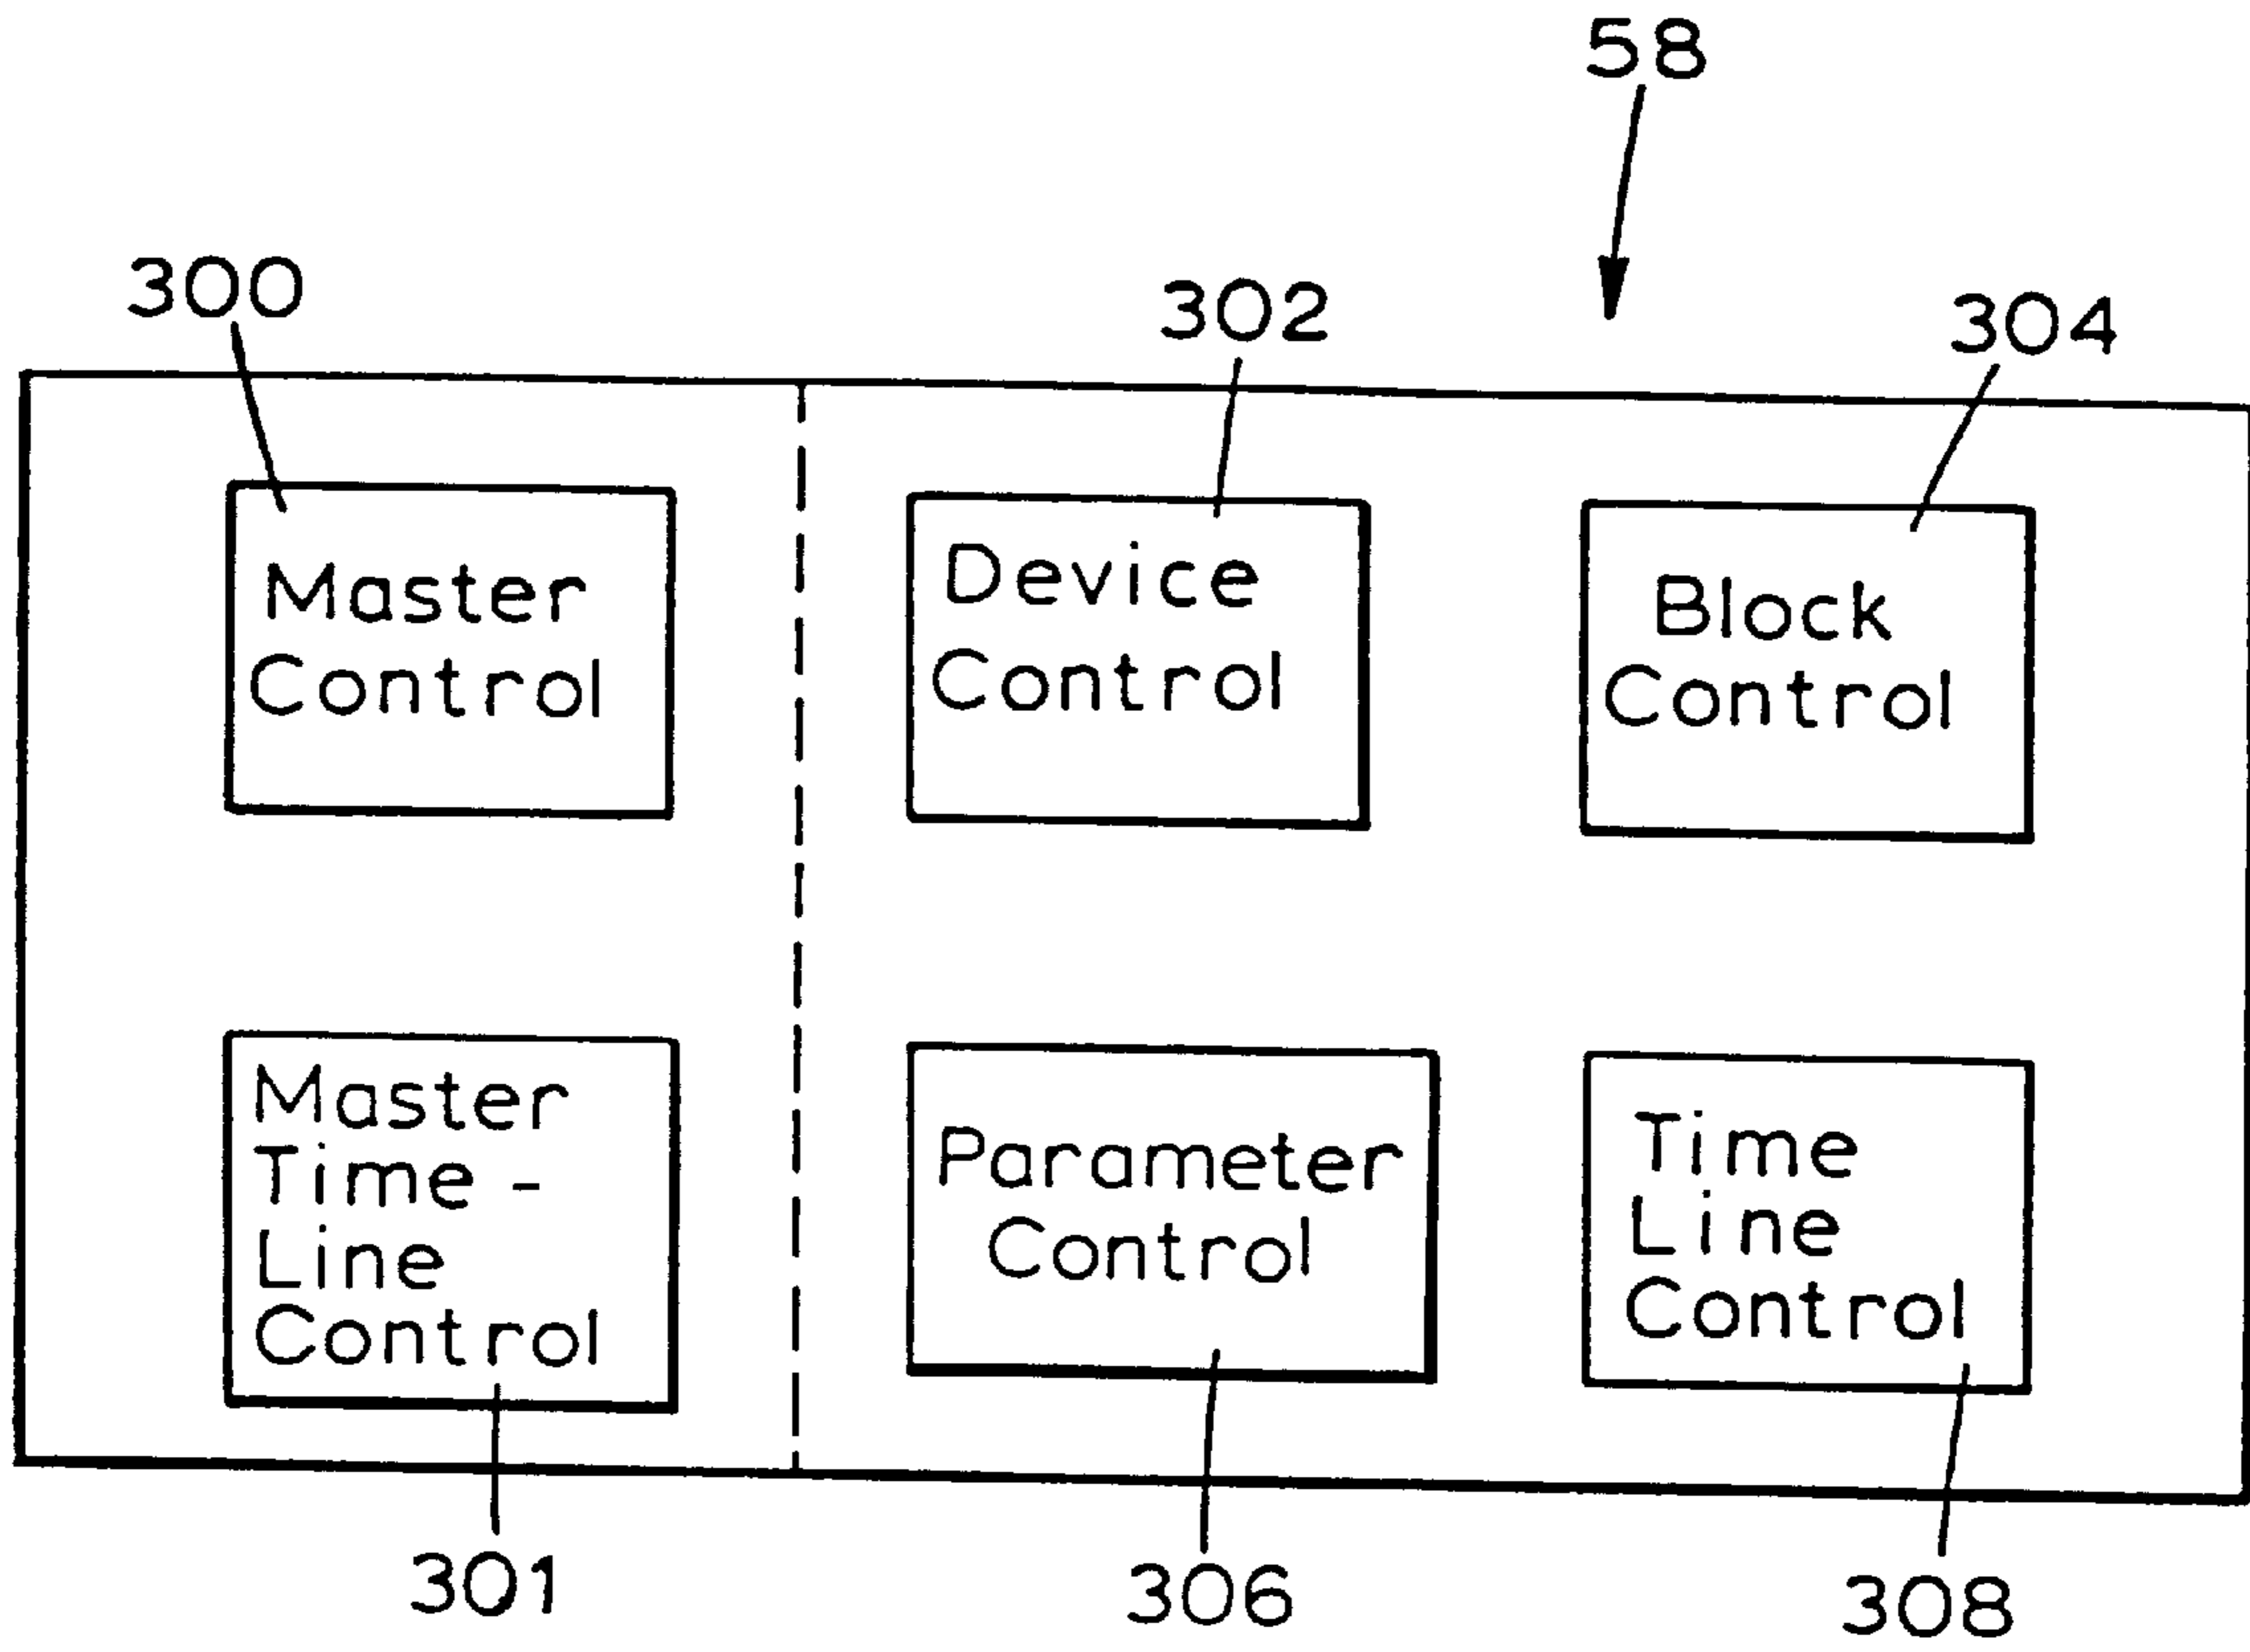 58
300
302
304
Master
Control
Device
Control
Block
Control
Master
Time -
Line
Control
Parameter
Control
Time
Line
Control
301
306
308